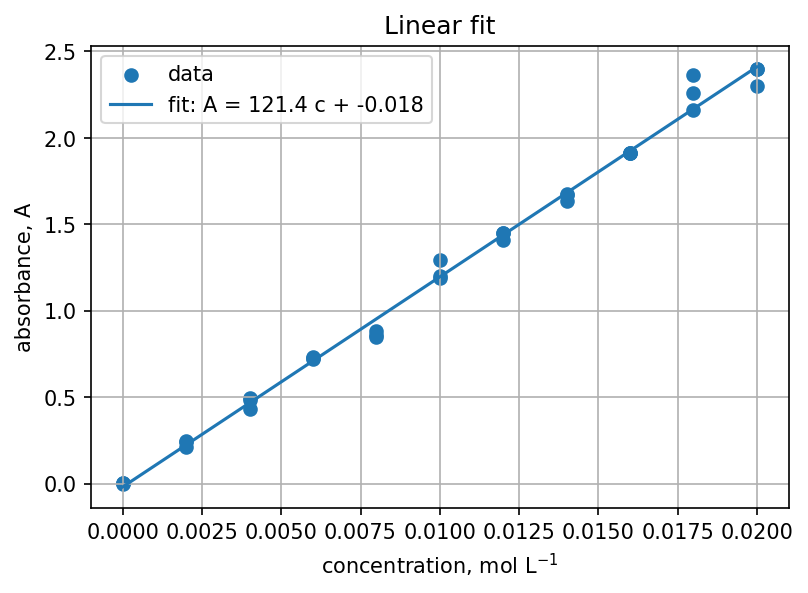 Linear fit
data
fit: A = 121.4 c + -0.018
absorbance, A
2.5
2.0
1.5
1.0
0.5
0.0
0.0000 0.0025 0.0050 0.0075 0.0100 0.0125 0.0150 0.0175 0.0200
concentration, mol L⁻¹